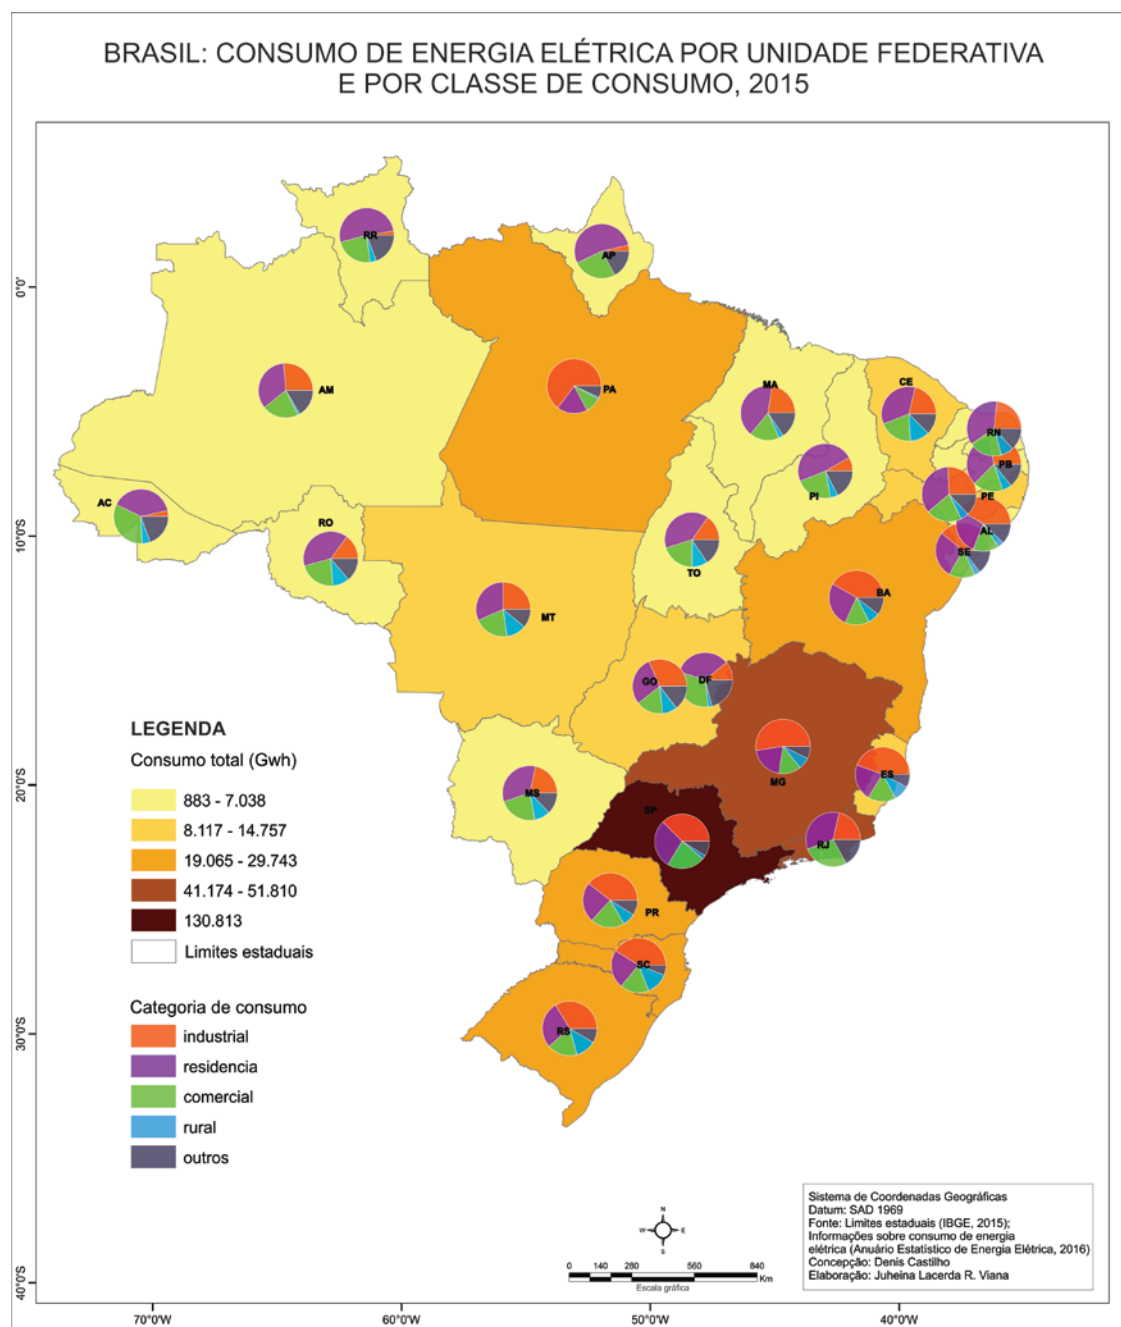 BRASIL: CONSUMO DE ENERGIA ELÉTRICA POR UNIDADE FEDERATIVA
E POR CLASSE DE CONSUMO, 2015
RR
AP
0°0'
AM
PA
MA
CE
RN
PB
PI
PE
AC
RO
AL
10°0'S
SE
TO
BA
MT
GO
DF
LEGENDA
Consumo total (Gwh)
883 - 7.038
8.117 - 14.757
19.065 - 29.743
41.174 - 51.810
130.813
Limites estaduais
ES
MG
20°0'S
MS
SP
RJ
PR
SC
RS
Categoria de consumo
industrial
residencia
comercial
rural
outros
30°0'S
40°0'S
N
W
E
S
0 140 280 560 840
Km
Escala gráfica
Sistema de Coordenadas Geográficas
Datum: SAD 1969
Fonte: Limites estaduais (IBGE, 2015);
Informações sobre consumo de energia
elétrica (Anuário Estatístico de Energia Elétrica, 2016)
Concepção: Denis Castilho
Elaboração: Juheina Lacerda R. Viana
70°0'W
60°0'W
50°0'W
40°0'W